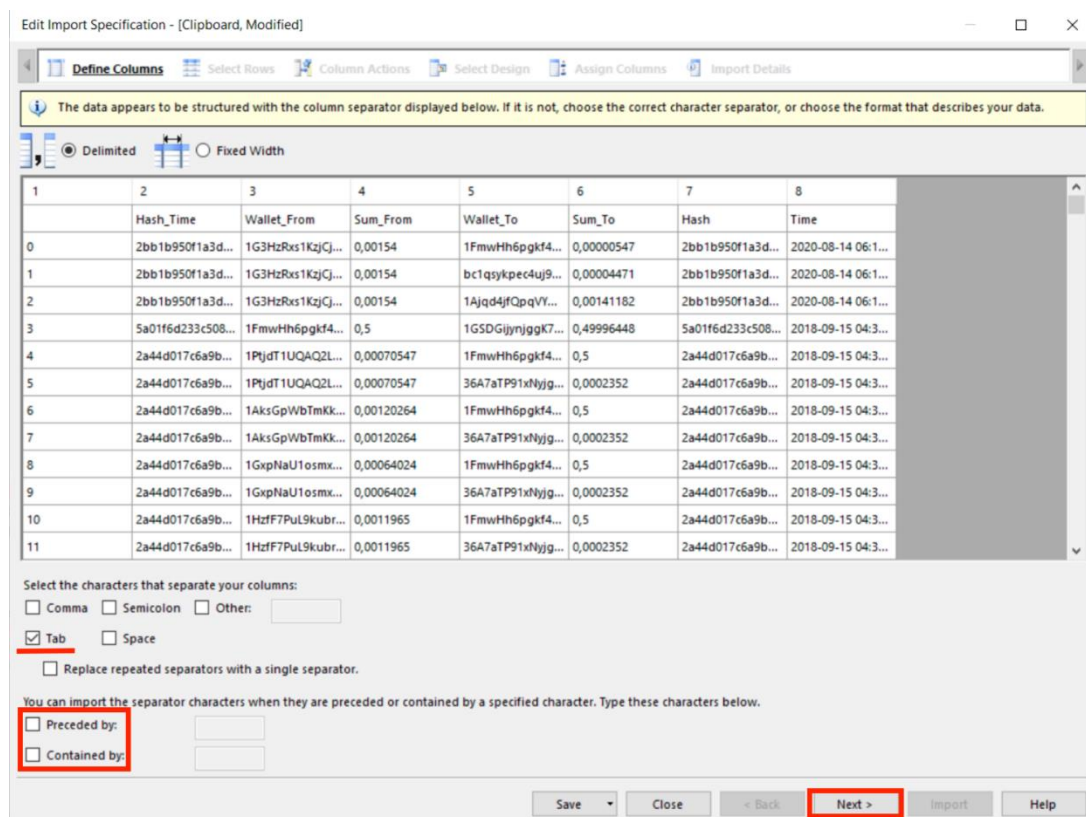 Edit Import Specification - [Clipboard, Modified]
Define Columns Select Rows Column Actions Select Design Assign Columns Import Details
The data appears to be structured with the column separator displayed below. If it is not, choose the correct character separator, or choose the format that describes your data.
Delimited Fixed Width
1 2 3 4 5 6 7 8
Hash_Time Wallet_From Sum_From Wallet_To Sum_To Hash Time
0 2bb1b950f1a3d... 1G3HzRxs1KzjCj... 0,00154 1FmwHh6pgkf4... 0,00000547 2bb1b950f1a3d... 2020-08-14 06:1...
1 2bb1b950f1a3d... 1G3HzRxs1KzjCj... 0,00154 bc1qsykpec4uj9... 0,00004471 2bb1b950f1a3d... 2020-08-14 06:1...
2 2bb1b950f1a3d... 1G3HzRxs1KzjCj... 0,00154 1Ajqd4jfQpqVY... 0,00141182 2bb1b950f1a3d... 2020-08-14 06:1...
3 5a01f6d233c508... 1FmwHh6pgkf4... 0,5 1GSDGijynjggK7... 0,49996448 5a01f6d233c508... 2018-09-15 04:3...
4 2a44d017c6a9b... 1PtjdT1UQAQ2L... 0,00070547 1FmwHh6pgkf4... 0,5 2a44d017c6a9b... 2018-09-15 04:3...
5 2a44d017c6a9b... 1PtjdT1UQAQ2L... 0,00070547 36A7aTP91xNyjg... 0,0002352 2a44d017c6a9b... 2018-09-15 04:3...
6 2a44d017c6a9b... 1AksGpWbTmKk... 0,00120264 1FmwHh6pgkf4... 0,5 2a44d017c6a9b... 2018-09-15 04:3...
7 2a44d017c6a9b... 1AksGpWbTmKk... 0,00120264 36A7aTP91xNyjg... 0,0002352 2a44d017c6a9b... 2018-09-15 04:3...
8 2a44d017c6a9b... 1GxpNaU1osmx... 0,00064024 1FmwHh6pgkf4... 0,5 2a44d017c6a9b... 2018-09-15 04:3...
9 2a44d017c6a9b... 1GxpNaU1osmx... 0,00064024 36A7aTP91xNyjg... 0,0002352 2a44d017c6a9b... 2018-09-15 04:3...
10 2a44d017c6a9b... 1HzfF7PuL9kubr... 0,0011965 1FmwHh6pgkf4... 0,5 2a44d017c6a9b... 2018-09-15 04:3...
11 2a44d017c6a9b... 1HzfF7PuL9kubr... 0,0011965 36A7aTP91xNyjg... 0,0002352 2a44d017c6a9b... 2018-09-15 04:3...
Select the characters that separate your columns:
Comma Semicolon Other:
Tab Space
Replace repeated separators with a single separator.
You can import the separator characters when they are preceded or contained by a specified character. Type these characters below.
Preceded by:
Contained by:
Save Close < Back Next > Import Help